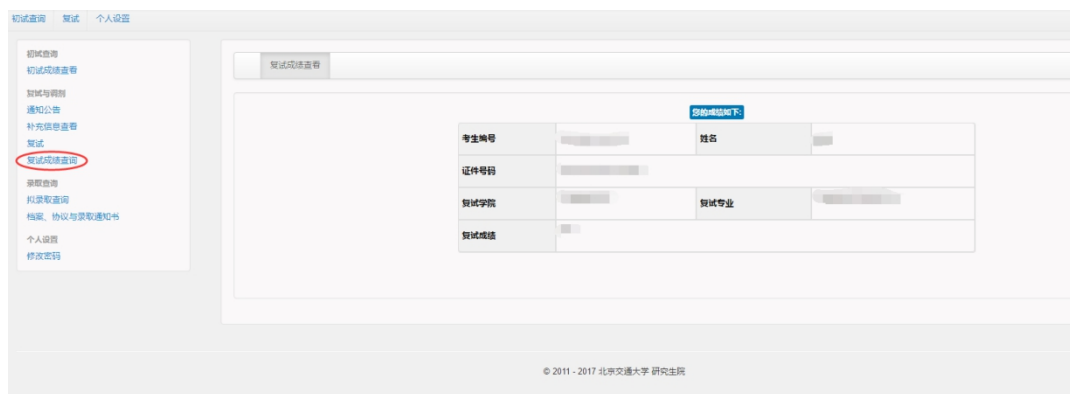 初试查询 复试 个人设置
初试查询
初试成绩查看
复试与调剂
通知公告
补充信息查看
复试
复试成绩查询
录取查询
拟录取查询
档案、协议与录取通知书
个人设置
修改密码
复试成绩查看
您的成绩如下:
考生编号 姓名
证件号码
复试学院 复试专业
复试成绩
© 2011 - 2017 北京交通大学 研究生院